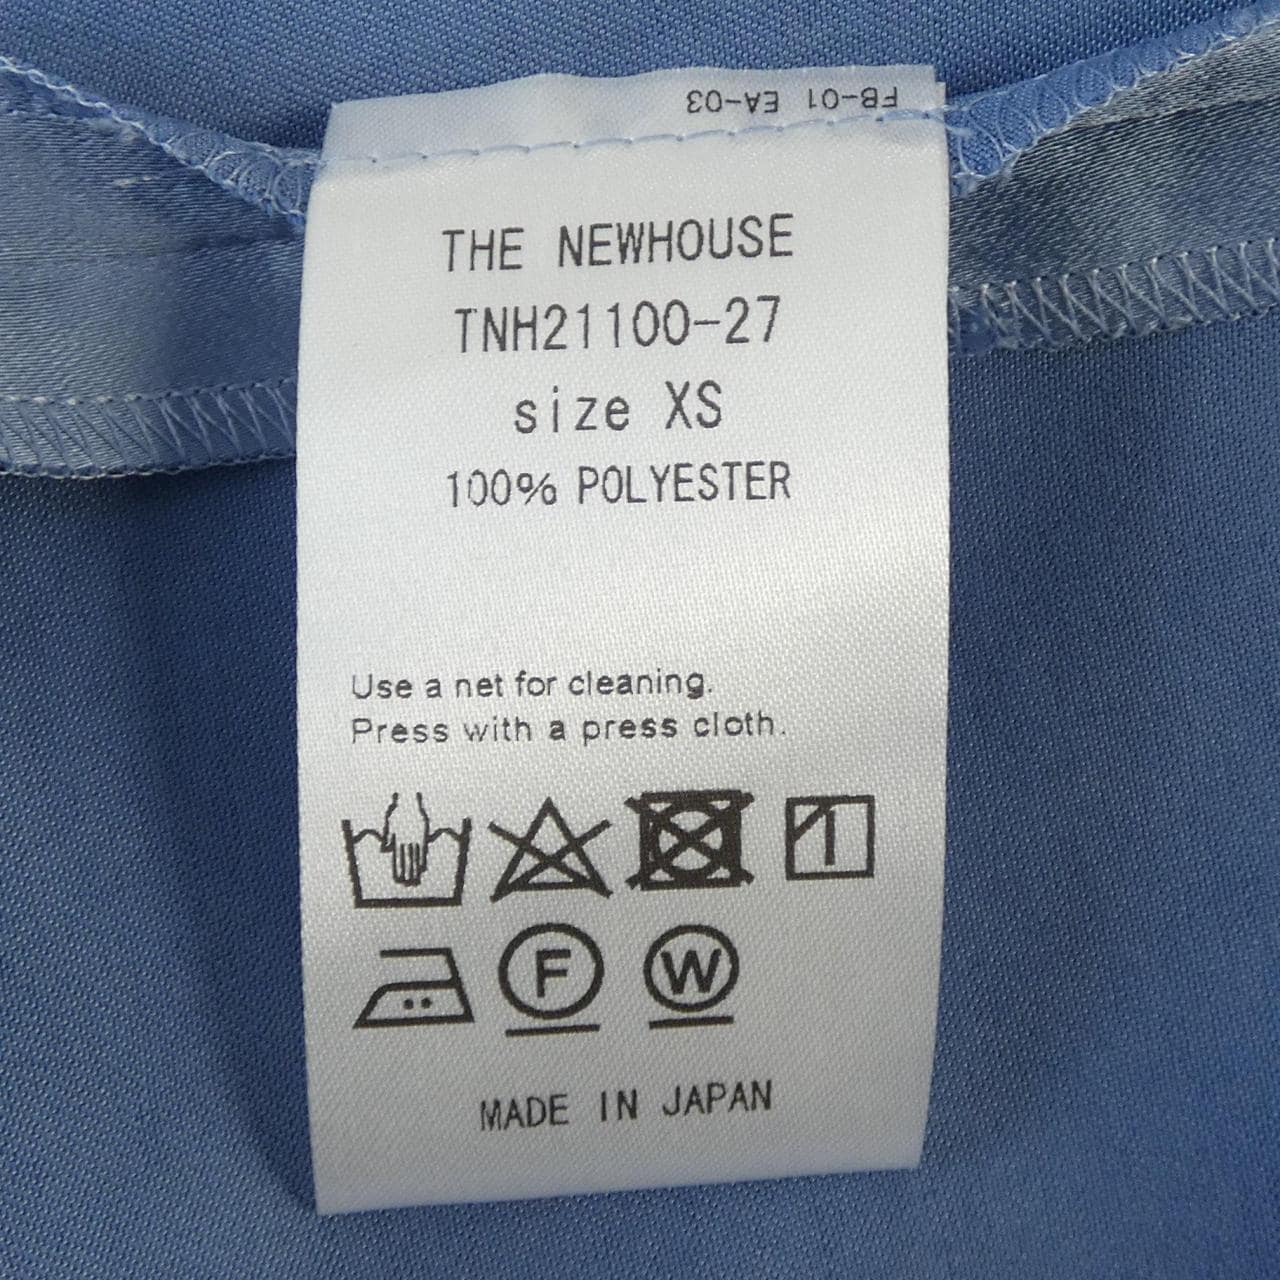 FB-01 EA-03
THE NEWHOUSE
TNH21100-27
size XS
100% POLYESTER
Use a net for cleaning.
Press with a press cloth.
F W
MADE IN JAPAN